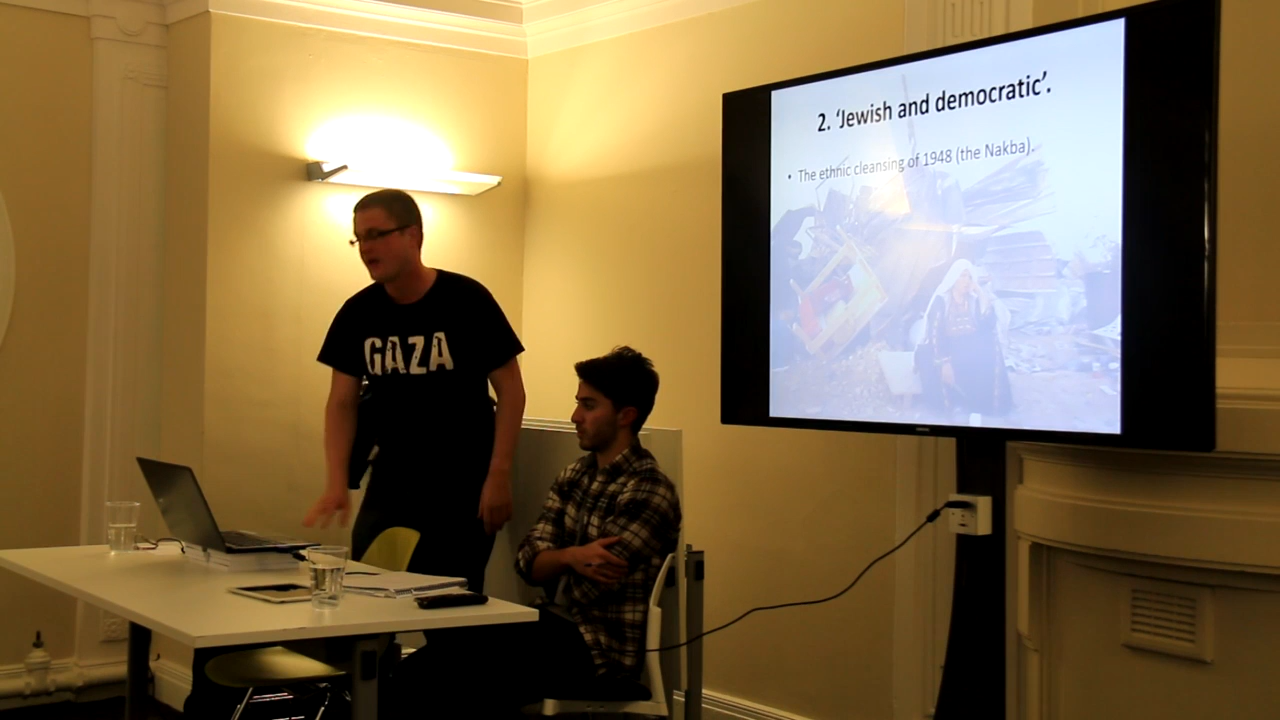 2. ‘Jewish and democratic’.
• The ethnic cleansing of 1948 (the Nakba).
GAZA